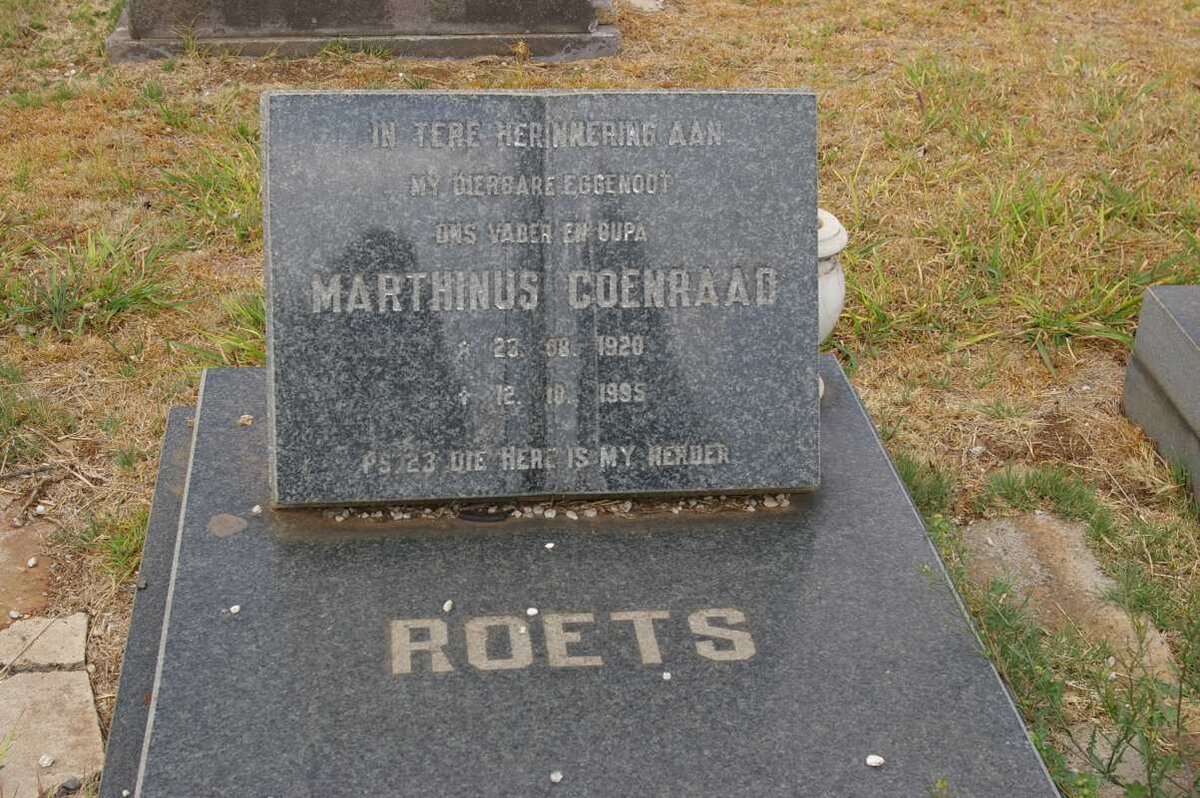 IN TERE HERINNERING AAN
MY DIERBARE EGGENOOT
ONS VADER EN OUPA
MARTHINUS COENRAAD
* 23. 08. 1920
+ 12. 10. 1995
PS.23 DIE HERE IS MY HERDER
ROETS